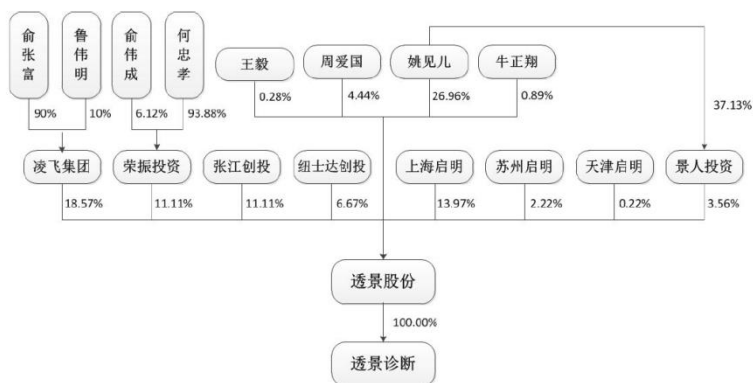 俞张富
鲁伟明
俞伟成
何忠孝
王毅
周爱国
姚见儿
牛正翔
0.28%
4.44%
26.96%
0.89%
37.13%
90%
10%
6.12%
93.88%
凌飞集团
荣振投资
张江创投
纽士达创投
上海启明
苏州启明
天津启明
景人投资
18.57%
11.11%
11.11%
6.67%
13.97%
2.22%
0.22%
3.56%
透景股份
100.00%
透景诊断